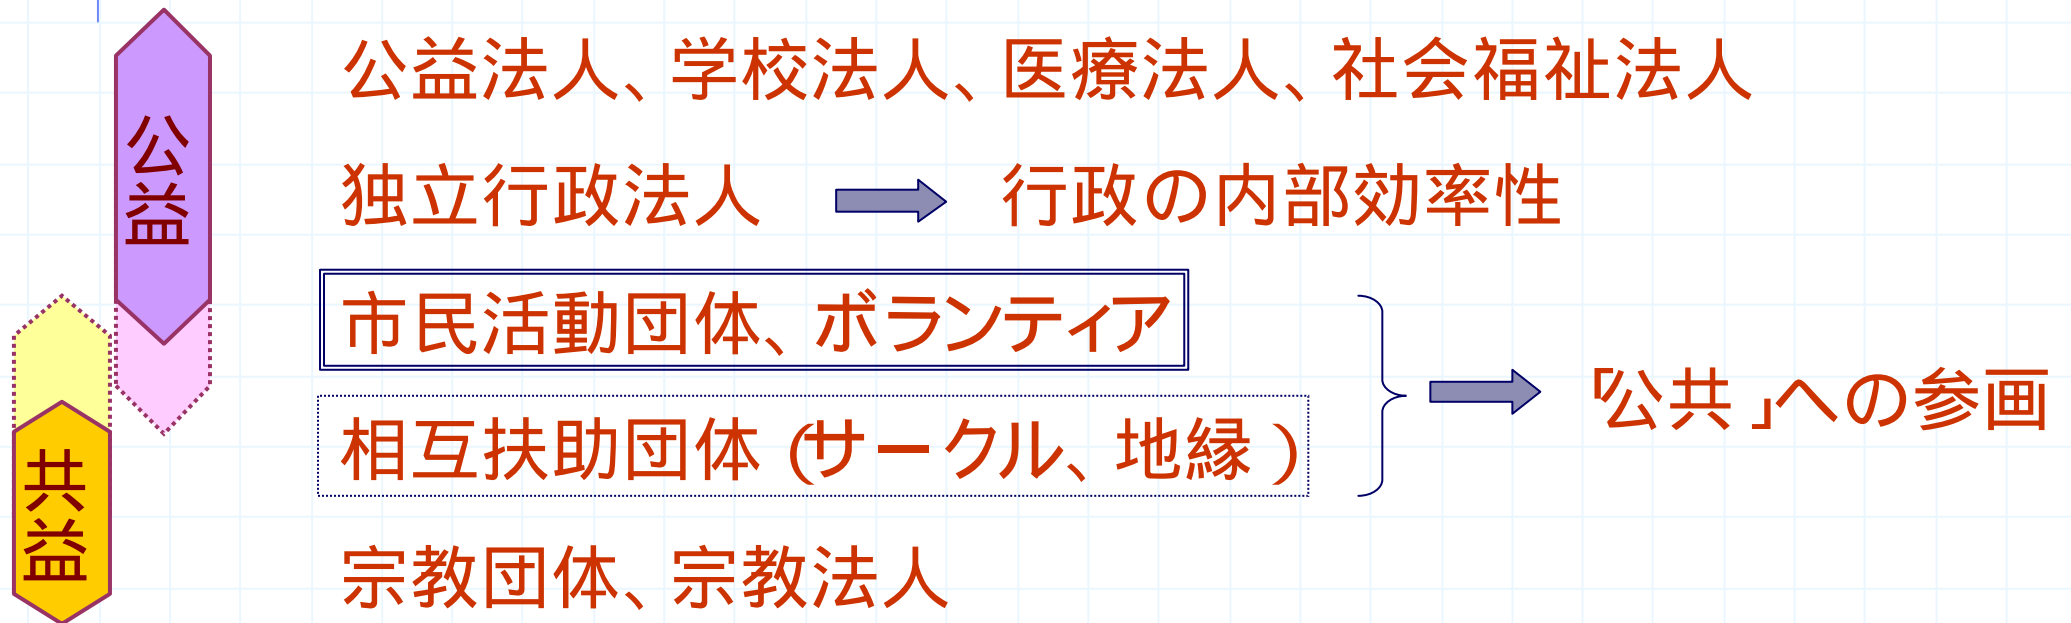 公益
共益
公益法人、学校法人、医療法人、社会福祉法人
独立行政法人 行政の内部効率性
市民活動団体、ボランティア
相互扶助団体(サークル、地縁)
「公共」への参画
宗教団体、宗教法人